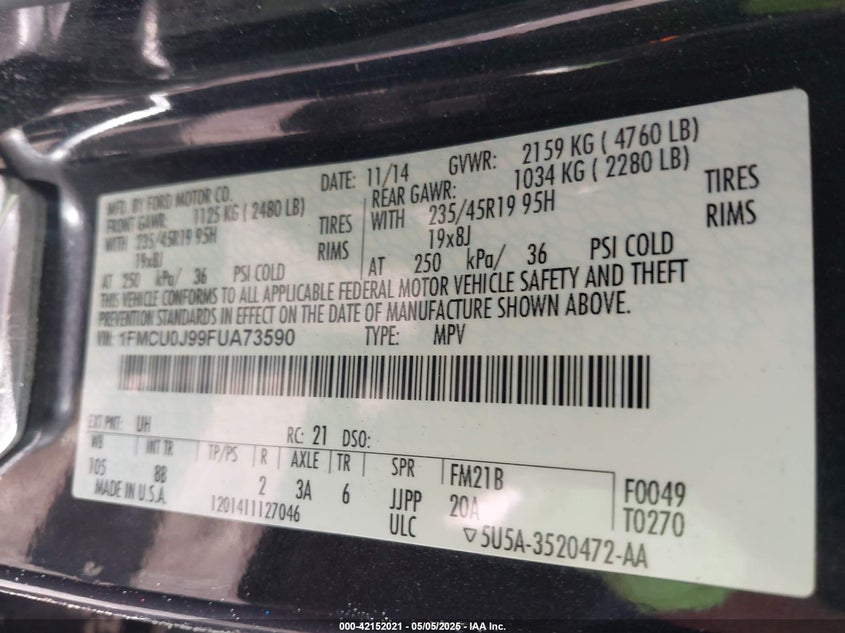 MFD. BY FORD MOTOR CO.
DATE: 11/14 GVWR: 2159 KG ( 4760 LB)
FRONT GAWR: 1125 KG ( 2480 LB)
WITH 235/45R19 95H TIRES
19x8J RIMS
AT 250 kPa/ 36 PSI COLD
REAR GAWR: 1034 KG ( 2280 LB)
WITH 235/45R19 95H TIRES
19x8J RIMS
AT 250 kPa/ 36 PSI COLD
THIS VEHICLE CONFORMS TO ALL APPLICABLE FEDERAL MOTOR VEHICLE SAFETY AND THEFT
PREVENTION STANDARDS IN EFFECT ON THE DATE OF MANUFACTURE SHOWN ABOVE.
VIN: 1FMCU0J99FUA73590 TYPE: MPV
EXT PNT: UH RC: 21 DSO:
WB INT TR TP/PS R AXLE TR SPR FM21B
105 8B 2 3A 6 JJPP 20A F0049
MADE IN U.S.A. 1201411127046 ULC T0270
▽5U5A-3520472-AA
000-42152021 - 05/05/2025 - IAA Inc.